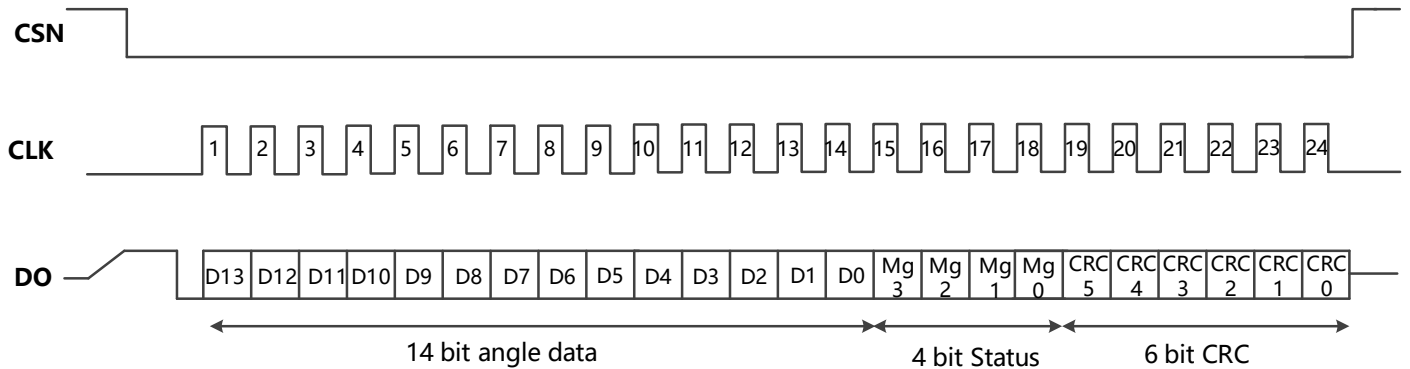 CSN
CLK
1 2 3 4 5 6 7 8 9 10 11 12 13 14 15 16 17 18 19 20 21 22 23 24
DO
D13 D12 D11 D10 D9 D8 D7 D6 D5 D4 D3 D2 D1 D0 Mg Mg Mg Mg CRC CRC CRC CRC CRC CRC
3 2 1 0 5 4 3 2 1 0
14 bit angle data 4 bit Status 6 bit CRC